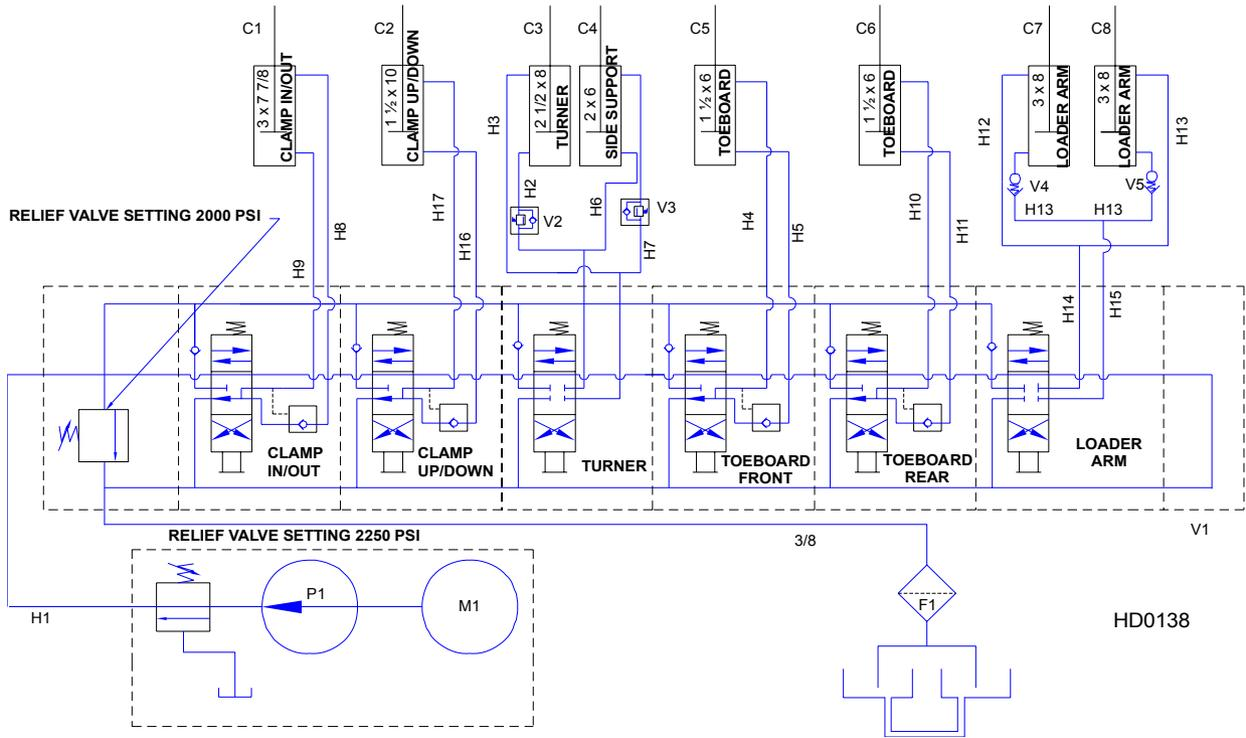 C1
C2
C3
C4
C5
C6
C7
C8
3 x 7 7/8
CLAMP IN/OUT
1 ½ x 10
CLAMP UP/DOWN
2 1/2 x 8
TURNER
2 x 6
SIDE SUPPORT
1 ½ x 6
TOEBOARD
1 ½ x 6
TOEBOARD
3 x 8
LOADER ARM
3 x 8
LOADER ARM
H3
H12
H13
H2
V4
V5
H17
H6
V3
H10
H13
H13
RELIEF VALVE SETTING 2000 PSI
V2
H4
H8
H16
H7
H5
H11
H9
H14
H15
CLAMP
IN/OUT
CLAMP
UP/DOWN
TURNER
TOEBOARD
FRONT
TOEBOARD
REAR
LOADER
ARM
RELIEF VALVE SETTING 2250 PSI
3/8
V1
P1
M1
F1
H1
HD0138